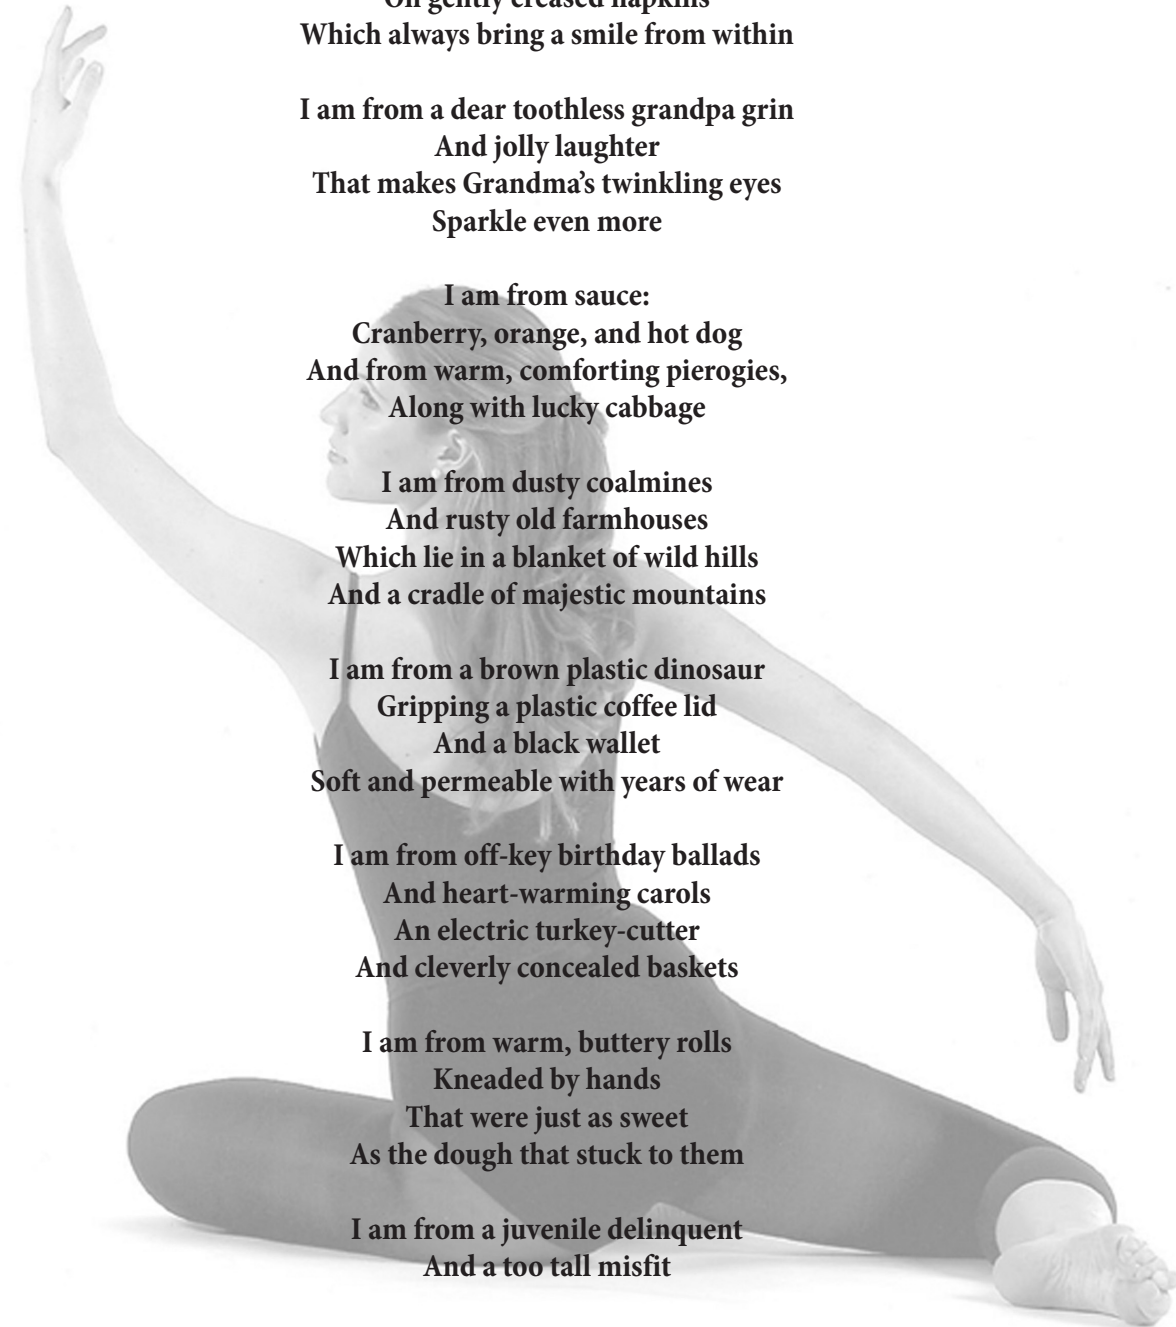 On gently creased napkins
Which always bring a smile from within
I am from a dear toothless grandpa grin
And jolly laughter
That makes Grandma’s twinkling eyes
Sparkle even more
I am from sauce:
Cranberry, orange, and hot dog
And from warm, comforting pierogies,
Along with lucky cabbage
I am from dusty coalmines
And rusty old farmhouses
Which lie in a blanket of wild hills
And a cradle of majestic mountains
I am from a brown plastic dinosaur
Gripping a plastic coffee lid
And a black wallet
Soft and permeable with years of wear
I am from off-key birthday ballads
And heart-warming carols
An electric turkey-cutter
And cleverly concealed baskets
I am from warm, buttery rolls
Kneaded by hands
That were just as sweet
As the dough that stuck to them
I am from a juvenile delinquent
And a too tall misfit